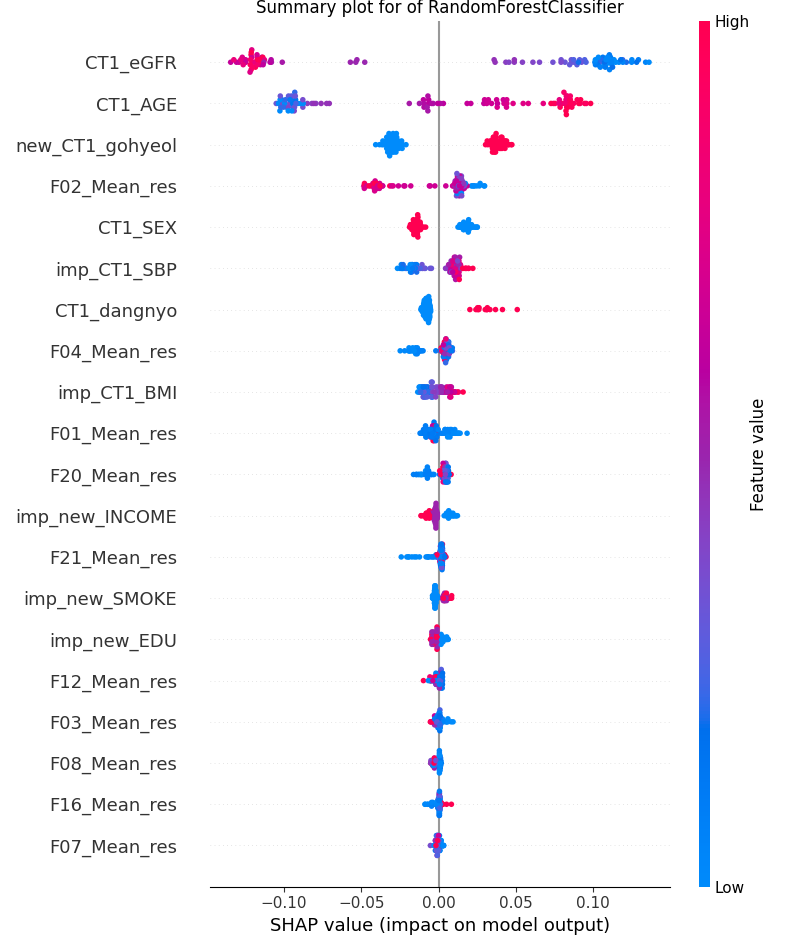 Summary plot for of RandomForestClassifier
High
CT1_eGFR
CT1_AGE
new_CT1_gohyeol
F02_Mean_res
CT1_SEX
imp_CT1_SBP
CT1_dangnyo
F04_Mean_res
imp_CT1_BMI
F01_Mean_res
F20_Mean_res
imp_new_INCOME
F21_Mean_res
imp_new_SMOKE
imp_new_EDU
F12_Mean_res
F03_Mean_res
F08_Mean_res
F16_Mean_res
F07_Mean_res
Feature value
Low
−0.10 −0.05 0.00 0.05 0.10
SHAP value (impact on model output)